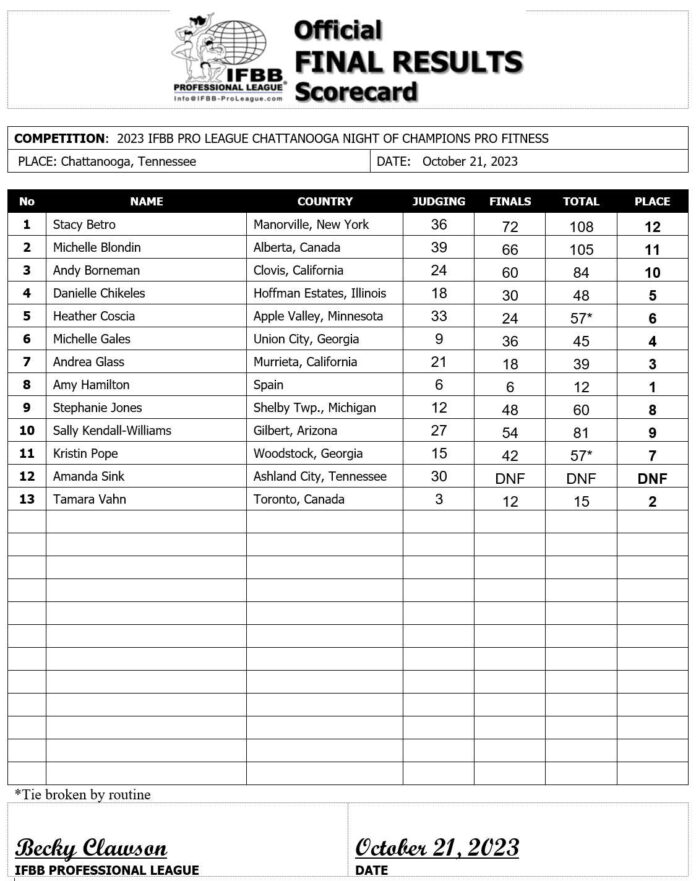 IFBB
PROFESSIONAL LEAGUE
Info@IFBB-ProLeague.com
Official
FINAL RESULTS
Scorecard
COMPETITION: 2023 IFBB PRO LEAGUE CHATTANOOGA NIGHT OF CHAMPIONS PRO FITNESS
PLACE: Chattanooga, Tennessee DATE: October 21, 2023
No NAME COUNTRY JUDGING FINALS TOTAL PLACE
1 Stacy Betro Manorville, New York 36 72 108 12
2 Michelle Blondin Alberta, Canada 39 66 105 11
3 Andy Borneman Clovis, California 24 60 84 10
4 Danielle Chikeles Hoffman Estates, Illinois 18 30 48 5
5 Heather Coscia Apple Valley, Minnesota 33 24 57* 6
6 Michelle Gales Union City, Georgia 9 36 45 4
7 Andrea Glass Murrieta, California 21 18 39 3
8 Amy Hamilton Spain 6 6 12 1
9 Stephanie Jones Shelby Twp., Michigan 12 48 60 8
10 Sally Kendall-Williams Gilbert, Arizona 27 54 81 9
11 Kristin Pope Woodstock, Georgia 15 42 57* 7
12 Amanda Sink Ashland City, Tennessee 30 DNF DNF DNF
13 Tamara Vahn Toronto, Canada 3 12 15 2
*Tie broken by routine
Becky Clawson October 21, 2023
IFBB PROFESSIONAL LEAGUE DATE